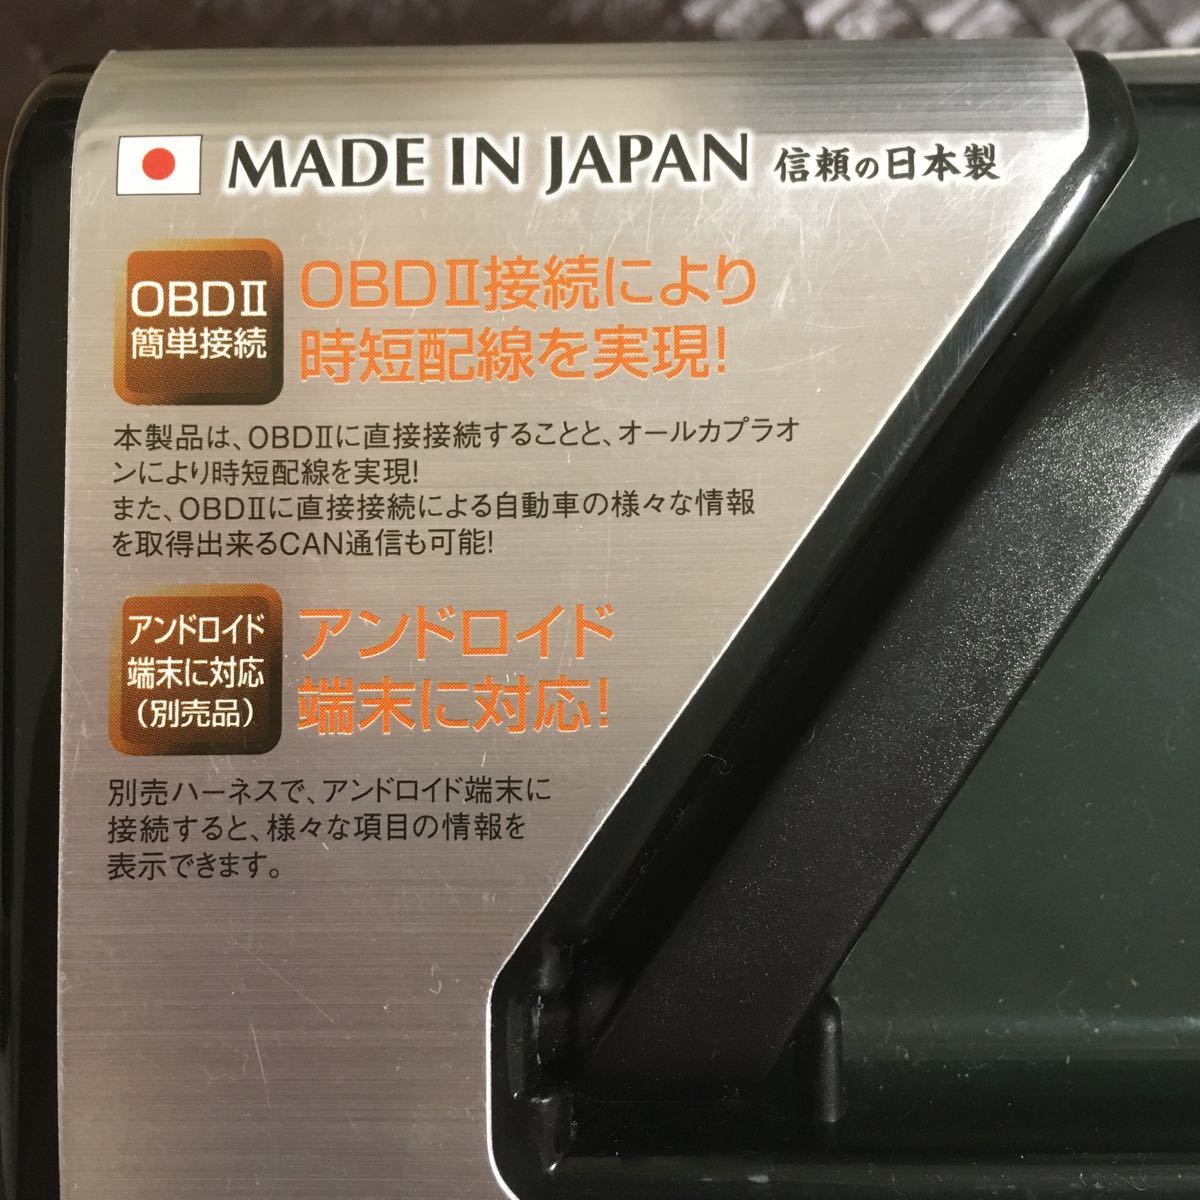 MADE IN JAPAN 信頼の日本製
OBDⅡ
簡単接続
OBDⅡ接続により
時短配線を実現!
本製品は、OBDⅡに直接接続することと、オールカプラオ
ンにより時短配線を実現!
また、OBDⅡに直接接続による自動車の様々な情報
を取得出来るCAN通信も可能!
アンドロイド
端末に対応
(別売品)
アンドロイド
端末に対応!
別売ハーネスで、アンドロイド端末に
接続すると、様々な項目の情報を
表示できます。